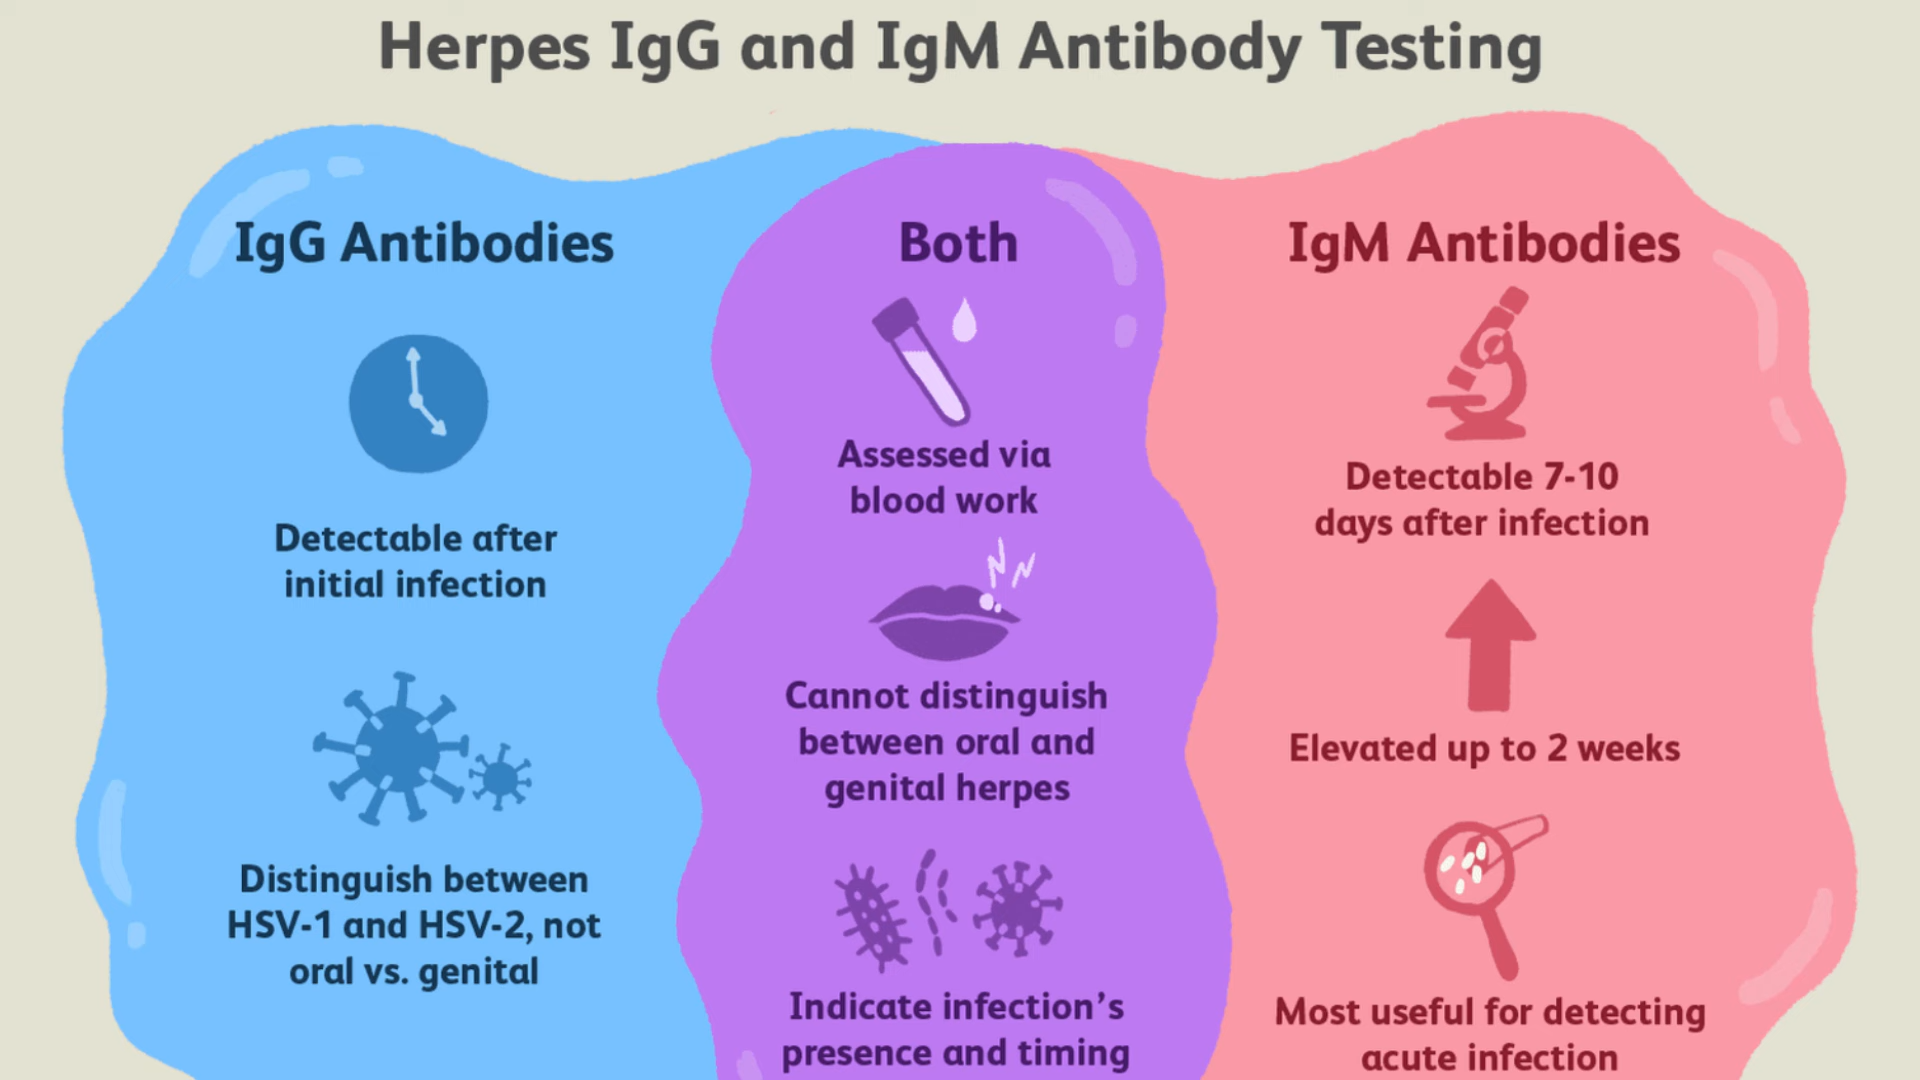 Herpes IgG and IgM Antibody Testing
IgG Antibodies
Detectable after
initial infection
Distinguish between
HSV-1 and HSV-2, not
oral vs. genital
Both
Assessed via
blood work
Cannot distinguish
between oral and
genital herpes
Indicate infection’s
presence and timing
IgM Antibodies
Detectable 7-10
days after infection
Elevated up to 2 weeks
Most useful for detecting
acute infection